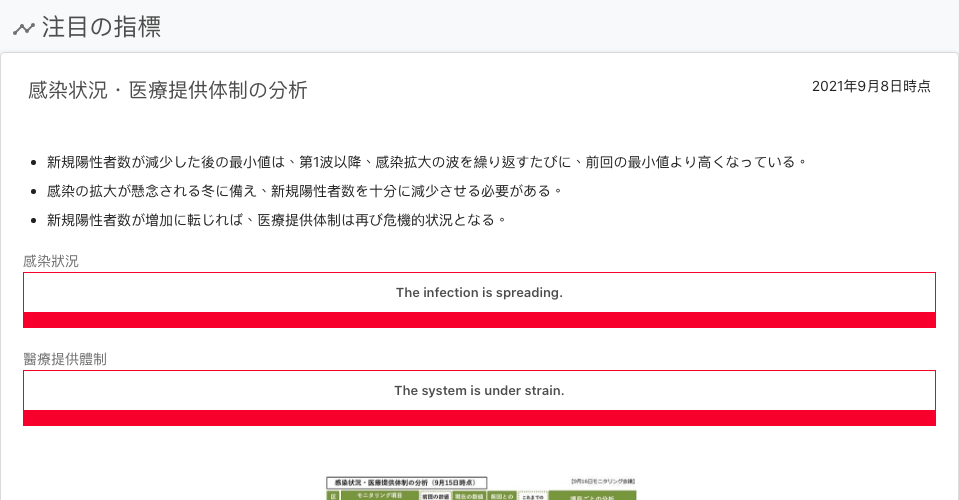 注目の指標
感染状況・医療提供体制の分析
2021年9月8日時点
新規陽性者数が減少した後の最小値は、第1波以降、感染拡大の波を繰り返すたびに、前回の最小値より高くなっている。
感染の拡大が懸念される冬に備え、新規陽性者数を十分に減少させる必要がある。
新規陽性者数が増加に転じれば、医療提供体制は再び危機的状況となる。
感染狀況
The infection is spreading.
醫療提供體制
The system is under strain.
感染状況・医療提供体制の分析（9月15日時点）
【9月16日モニタリング会議】
区 モニタリング項目 前回の数値 現在の数値 前回との これまでの 項目ごとの分析